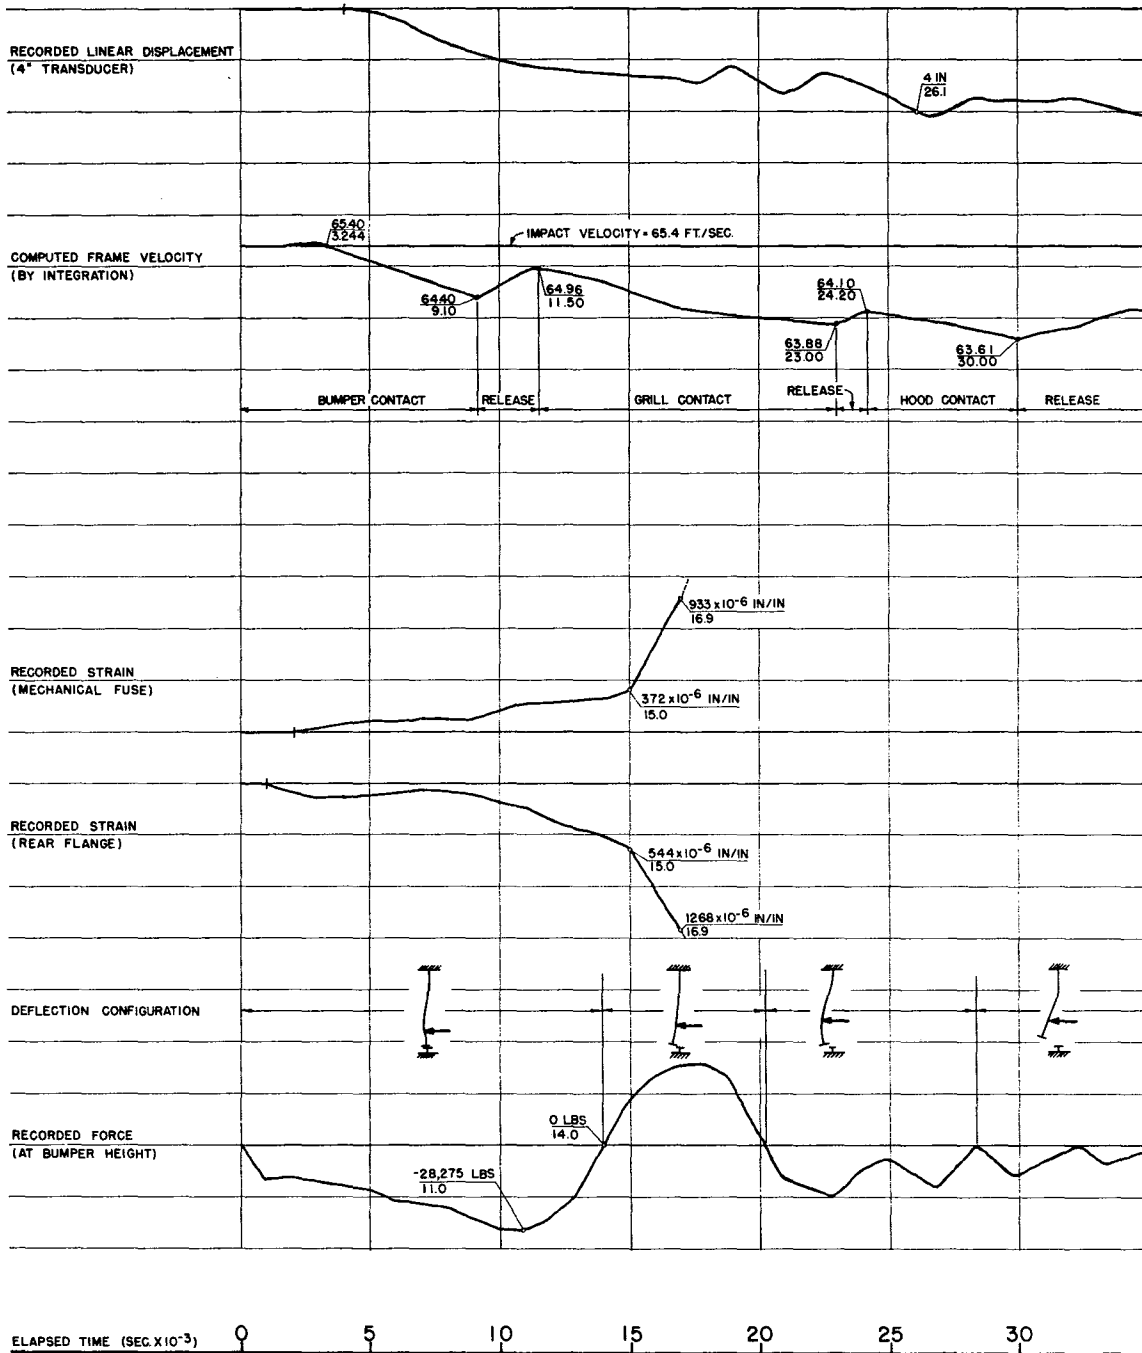 RECORDED LINEAR DISPLACEMENT
(4" TRANSDUCER)
4 IN
26.1
65.40
3.244
IMPACT VELOCITY = 65.4 FT./SEC.
COMPUTED FRAME VELOCITY
(BY INTEGRATION)
64.40
9.10
64.96
11.50
64.10
24.20
63.88
23.00
63.61
30.00
BUMPER CONTACT
RELEASE
GRILL CONTACT
RELEASE
HOOD CONTACT
RELEASE
933 x 10-6 IN/IN
16.9
RECORDED STRAIN
(MECHANICAL FUSE)
372 x 10-6 IN/IN
15.0
RECORDED STRAIN
(REAR FLANGE)
544 x 10-6 IN/IN
15.0
1268 x 10-6 IN/IN
16.9
DEFLECTION CONFIGURATION
0 LBS
14.0
RECORDED FORCE
(AT BUMPER HEIGHT)
-28,275 LBS
11.0
ELAPSED TIME (SEC. X10-3) 0 5 10 15 20 25 30